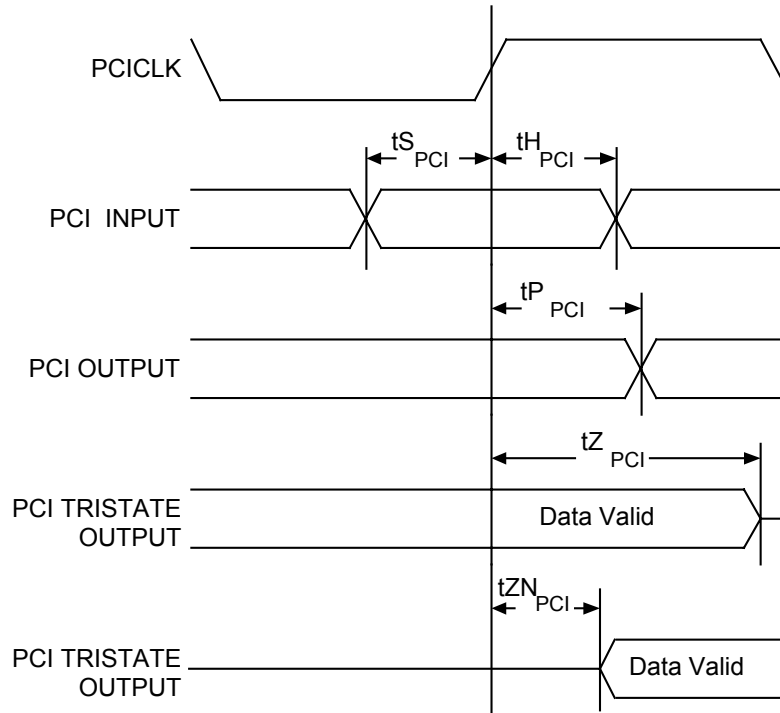 PCICLK
tS PCI
tH PCI
PCI INPUT
tP PCI
PCI OUTPUT
tZ PCI
PCI TRISTATE
OUTPUT
Data Valid
tZN PCI
PCI TRISTATE
OUTPUT
Data Valid